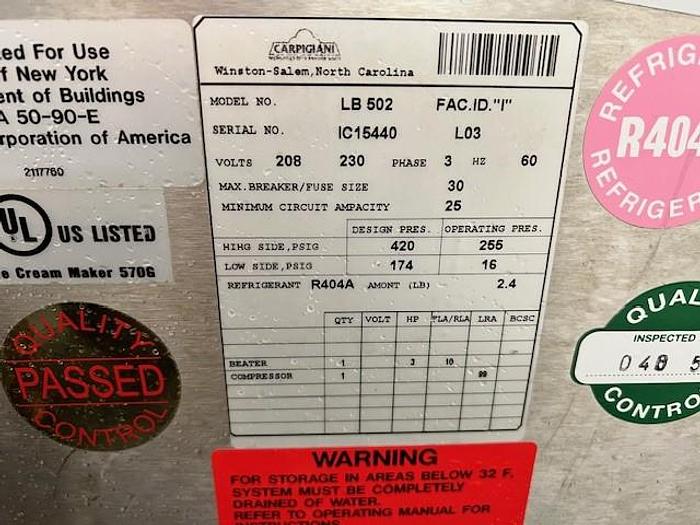 ed For Use
f New York
ent of Buildings
A 50-90-E
rporation of America
2117760
UL US LISTED
e Cream Maker 570G
QUALITY
PASSED
CONTROL
CARPIGIANI
Winston-Salem, North Carolina
MODEL NO. LB 502 FAC.ID."I"
SERIAL NO. IC15440 L03
VOLTS 208 230 PHASE 3 HZ 60
MAX.BREAKER/FUSE SIZE 30
MINIMUM CIRCUIT AMPACITY 25
DESIGN PRES. OPERATING PRES.
HIHG SIDE,PSIG 420 255
LOW SIDE,PSIG 174 16
REFRIGERANT R404A AMONT (LB) 2.4
QTY VOLT HP FLA/RLA LRA BCSC
BEATER 1 3 10
COMPRESSOR 1 99
WARNING
FOR STORAGE IN AREAS BELOW 32 F.
SYSTEM MUST BE COMPLETELY
DRAINED OF WATER.
REFER TO OPERATING MANUAL FOR
INSTRUCTIONS
REFRIG
R404
REFRIGER
QUAL
INSPECTED
048 5
CONTRO